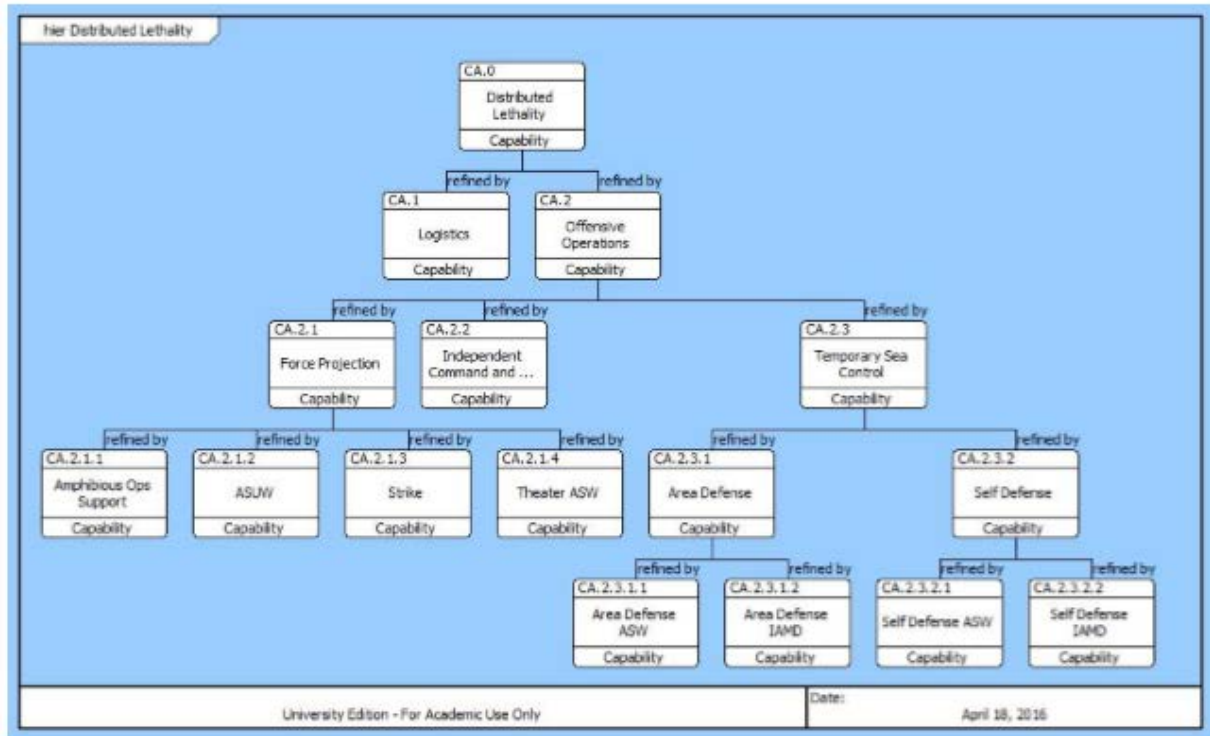 hier Distributed Lethality
CA.0
Distributed
Lethality
Capability
refined by
refined by
CA.1
Logistics
Capability
CA.2
Offensive
Operations
Capability
refined by
refined by
refined by
CA.2.1
Force Projection
Capability
CA.2.2
Independent
Command and ...
Capability
CA.2.3
Temporary Sea
Control
Capability
refined by
refined by
refined by
refined by
refined by
refined by
CA.2.1.1
Amphibious Ops
Support
Capability
CA.2.1.2
ASUW
Capability
CA.2.1.3
Strike
Capability
CA.2.1.4
Theater ASW
Capability
CA.2.3.1
Area Defense
Capability
CA.2.3.2
Self Defense
Capability
refined by
refined by
refined by
refined by
CA.2.3.1.1
Area Defense
ASW
Capability
CA.2.3.1.2
Area Defense
IAMD
Capability
CA.2.3.2.1
Self Defense ASW
Capability
CA.2.3.2.2
Self Defense
IAMD
Capability
University Edition - For Academic Use Only
Date:
April 18, 2016